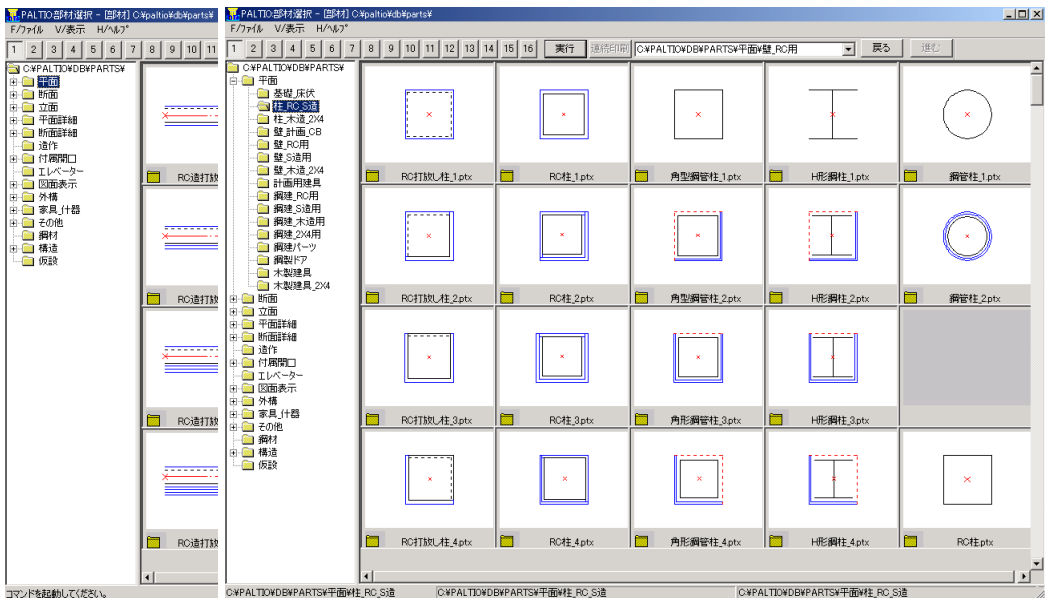 PALTIO部材選択 - [部材] C:¥paltio¥db¥parts¥
F/ファイル V/表示 H/ヘルプ
1 2 3 4 5 6 7 8 9 10 11
C:¥PALTIO¥DB¥PARTS¥
平面
断面
立面
平面詳細
断面詳細
造作
付属開口
エレベーター
図面表示
外構
家具_什器
その他
鋼材
構造
仮設
RC造打放
RC造打放
RC造打放
RC造打放
コマンドを起動してください。
PALTIO部材選択 - [部材] C:¥paltio¥db¥parts¥
F/ファイル V/表示 H/ヘルプ
1 2 3 4 5 6 7 8 9 10 11 12 13 14 15 16 実行 連続印刷 C:¥PALTIO¥DB¥PARTS¥平面¥壁_RC用 戻る 進む
C:¥PALTIO¥DB¥PARTS¥
平面
基礎_床伏
柱_RC_S造
柱_木造_2X4
壁_計画_CB
壁_RC用
壁_S造用
壁_木造_2X4
計画用建具
鋼建_RC用
鋼建_S造用
鋼建_木造用
鋼建_2X4用
鋼建パーツ
鋼製ドア
木製建具
木製建具_2X4
断面
立面
平面詳細
断面詳細
造作
付属開口
エレベーター
図面表示
外構
家具_什器
その他
鋼材
構造
仮設
RC打放し柱_1.ptx RC柱_1.ptx 角型鋼管柱_1.ptx H形鋼柱_1.ptx 鋼管柱_1.ptx
RC打放し柱_2.ptx RC柱_2.ptx 角型鋼管柱_2.ptx H形鋼柱_2.ptx 鋼管柱_2.ptx
RC打放し柱_3.ptx RC柱_3.ptx 角形鋼管柱_3.ptx H形鋼柱_3.ptx
RC打放し柱_4.ptx RC柱_4.ptx 角形鋼管柱_4.ptx H形鋼柱_4.ptx RC柱.ptx
C:¥PALTIO¥DB¥PARTS¥平面¥柱_RC_S造 C:¥PALTIO¥DB¥PARTS¥平面¥柱_RC_S造 C:¥PALTIO¥DB¥PARTS¥平面¥柱_RC_S造